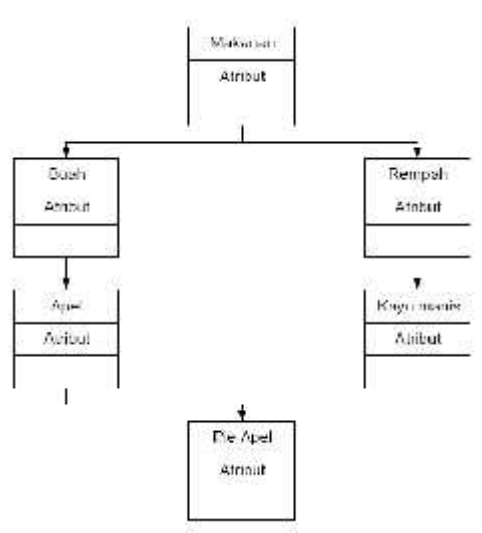 Makanan
Atribut
Buah
Atribut
Rempah
Atribut
Apel
Atribut
Kayu manis
Atribut
Pie Apel
Atribut